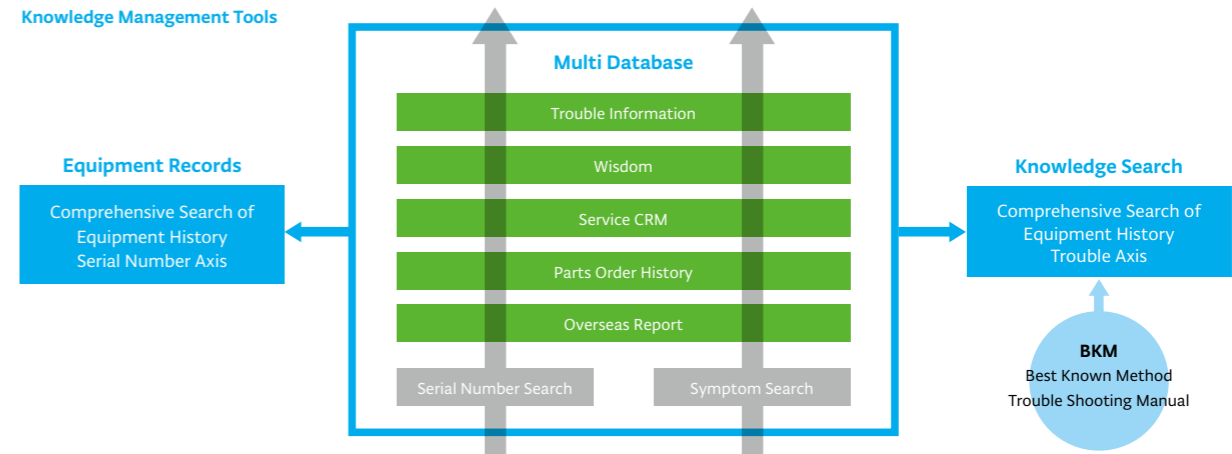 Knowledge Management Tools
Multi Database
Trouble Information
Wisdom
Service CRM
Parts Order History
Overseas Report
Serial Number Search
Symptom Search
Equipment Records
Comprehensive Search of
Equipment History
Serial Number Axis
Knowledge Search
Comprehensive Search of
Equipment History
Trouble Axis
BKM
Best Known Method
Trouble Shooting Manual